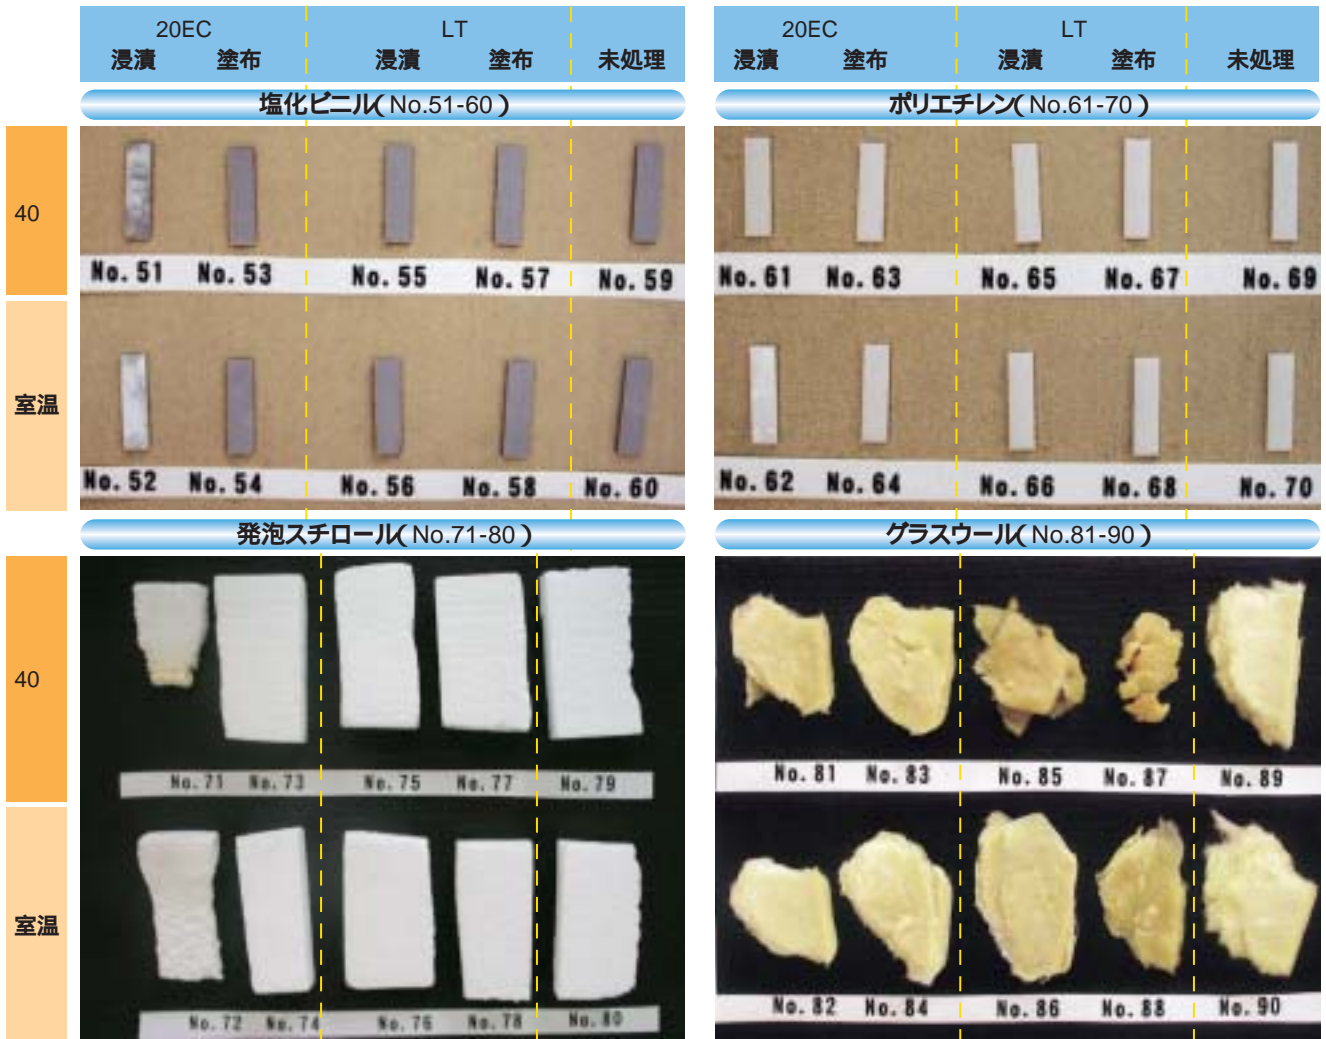 20EC LT
浸漬 塗布 浸漬 塗布 未処理
20EC LT
浸漬 塗布 浸漬 塗布 未処理
塩化ビニル(No.51-60)
ポリエチレン(No.61-70)
40
No.51 No.53 No.55 No.57 No.59
No.61 No.63 No.65 No.67 No.69
室温
No.52 No.54 No.56 No.58 No.60
No.62 No.64 No.66 No.68 No.70
発泡スチロール(No.71-80)
グラスウール(No.81-90)
40
No.71 No.73 No.75 No.77 No.79
No.81 No.83 No.85 No.87 No.89
室温
No.72 No.74 No.76 No.78 No.80
No.82 No.84 No.86 No.88 No.90